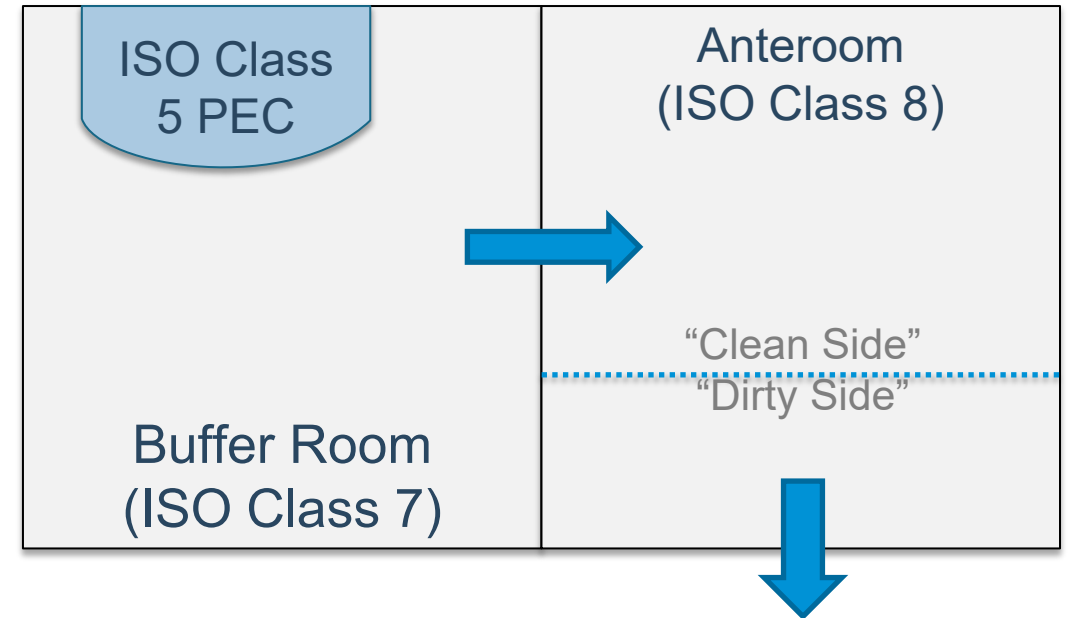 ISO Class
5 PEC
Anteroom
(ISO Class 8)
“Clean Side”
“Dirty Side”
Buffer Room
(ISO Class 7)